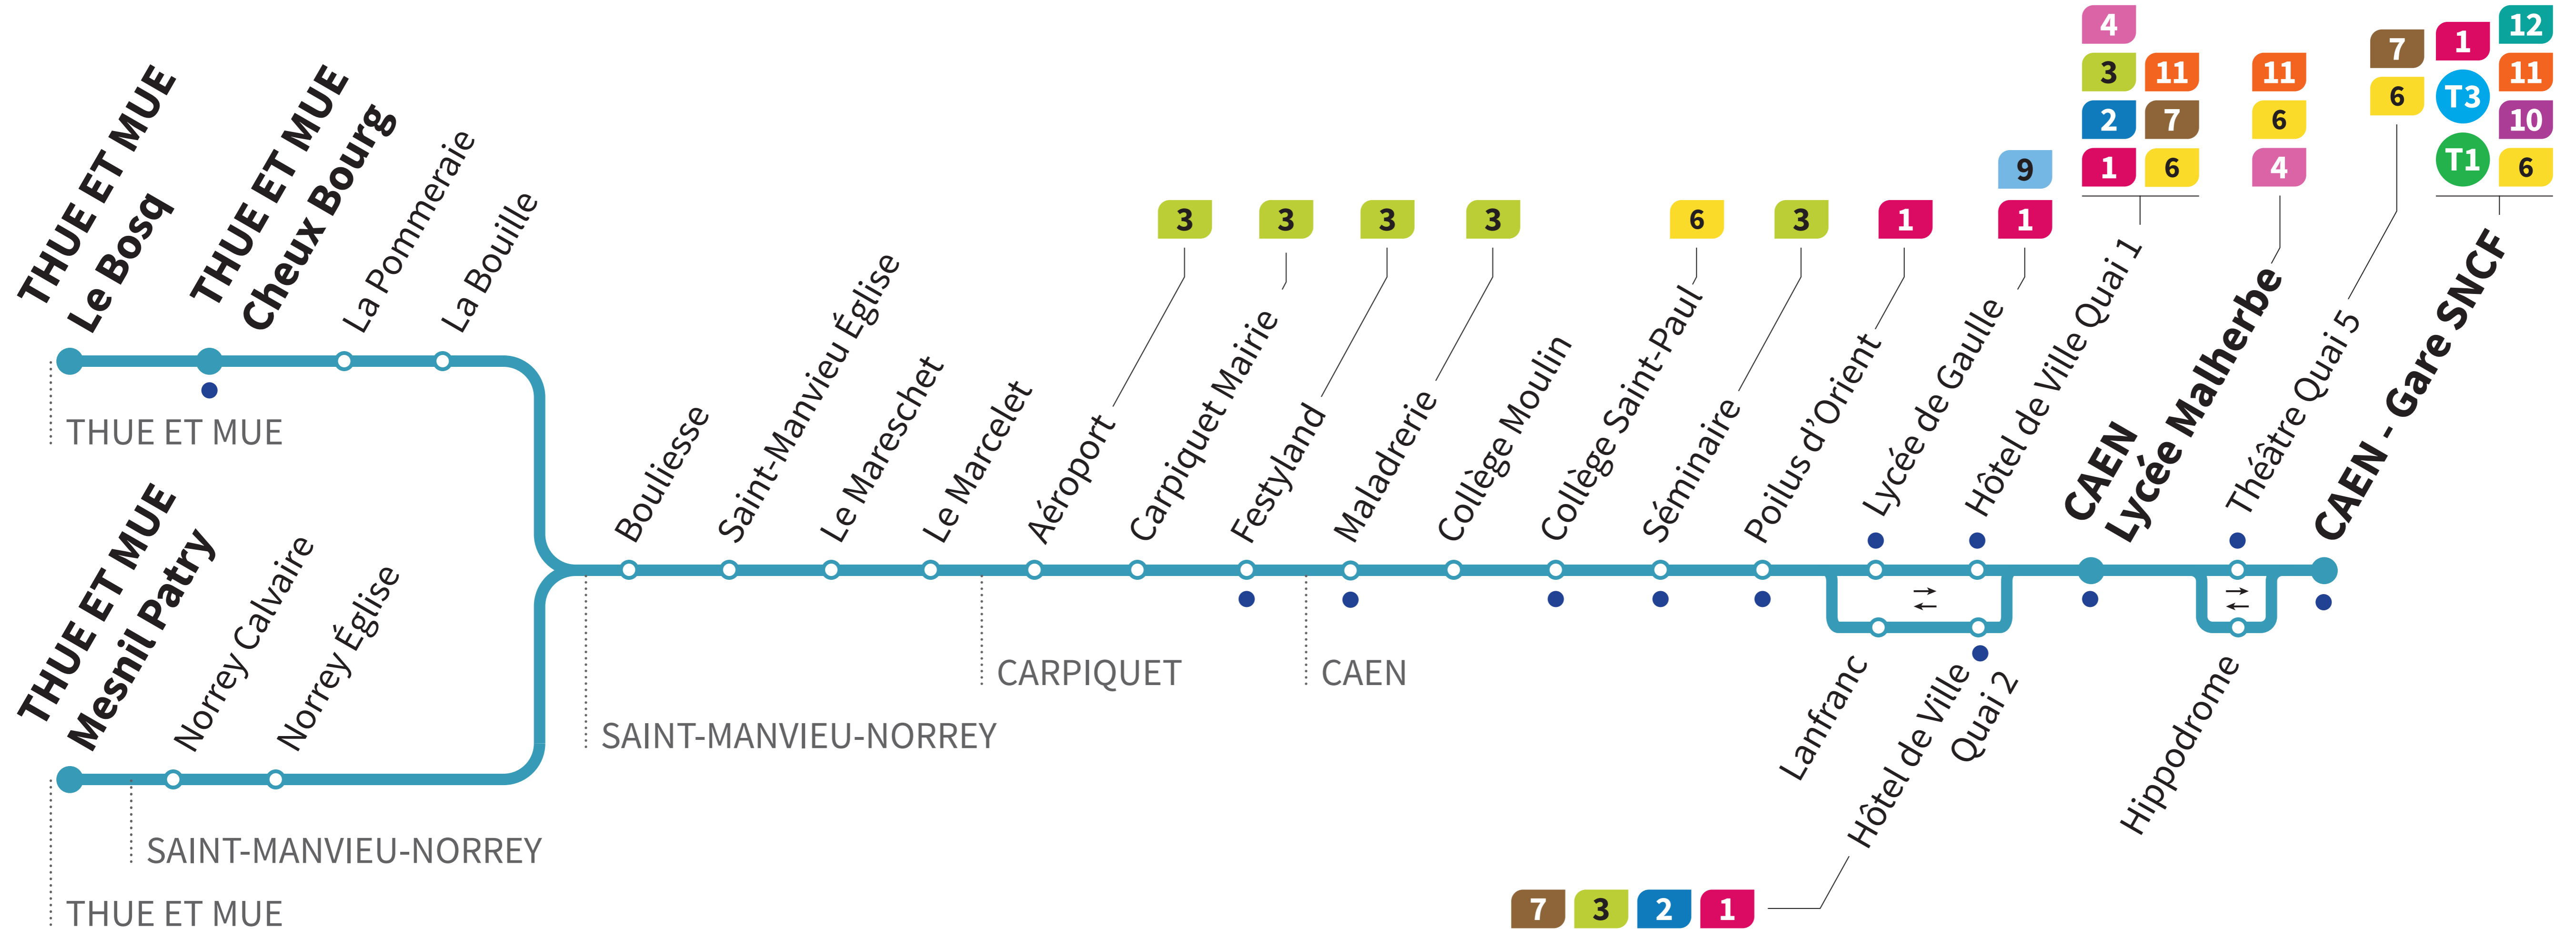 THUE ET MUE
Le Bosq
THUE ET MUE
Cheux Bourg
La Pommeraie
La Bouille
THUE ET MUE
THUE ET MUE
Mesnil Patry
Norrey Calvaire
Norrey Église
SAINT-MANVIEU-NORREY
THUE ET MUE
Bouliesse
Saint-Manvieu Église
Le Mareschet
Le Marcelet
SAINT-MANVIEU-NORREY
3
Aéroport
3
Carpiquet Mairie
CARPIQUET
3
Festyland
3
Maladrerie
CAEN
Collège Moulin
6
Collège Saint-Paul
3
Séminaire
1
Poilus d'Orient
9
1
Lycée de Gaulle
4
3 11
2 7
1 6
Hôtel de Ville Quai 1
Lanfranc
Hôtel de Ville
Quai 2
7 3 2 1
11
6
4
CAEN
Lycée Malherbe
7
6
Théâtre Quai 5
Hippodrome
1 12
T3 11
10
T1 6
CAEN - Gare SNCF